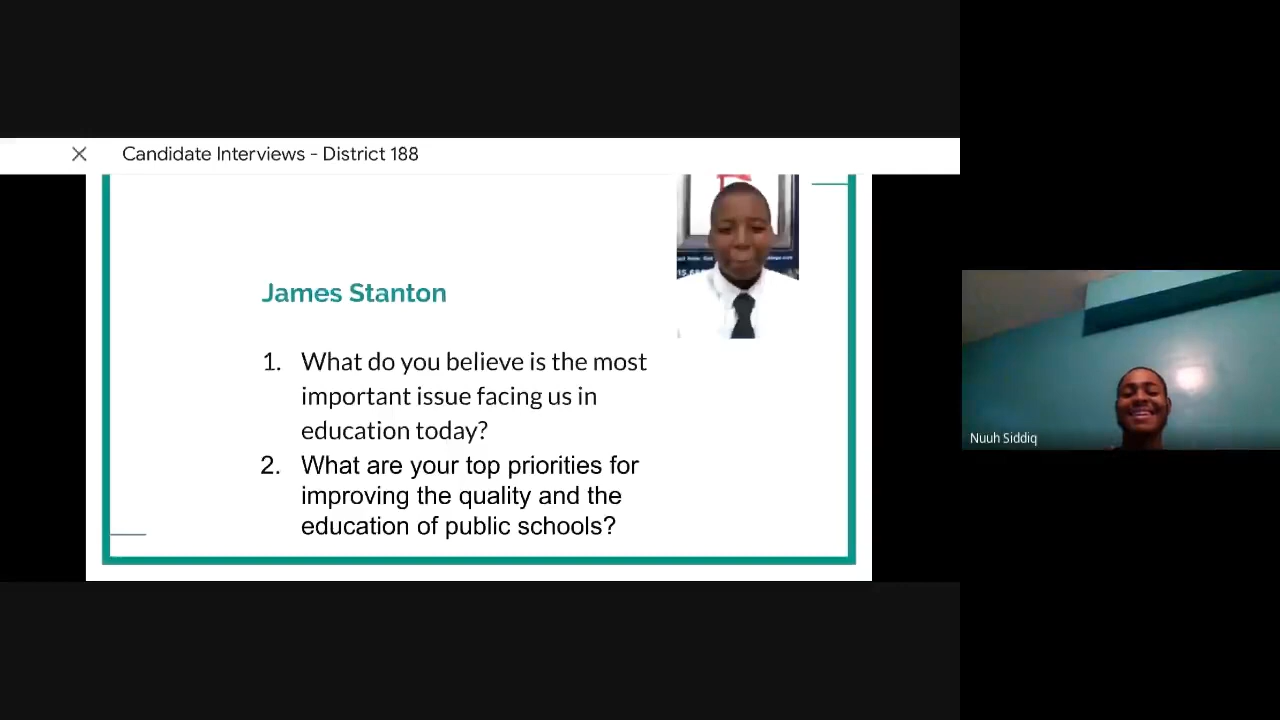 Candidate Interviews - District 188
James Stanton
1. What do you believe is the most
important issue facing us in
education today?
2. What are your top priorities for
improving the quality and the
education of public schools?
Nuuh Siddiq